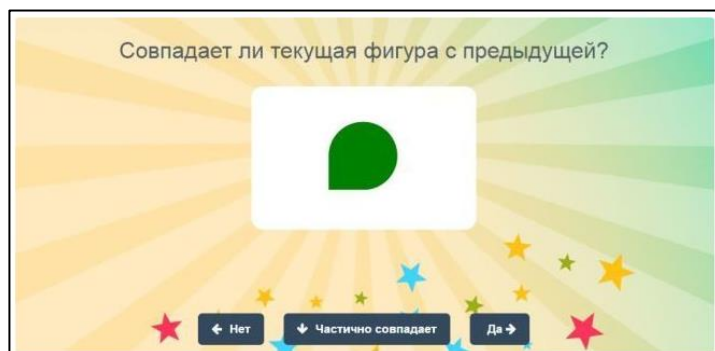 Совпадает ли текущая фигура с предыдущей?
← Нет ↓ Частично совпадает Да →